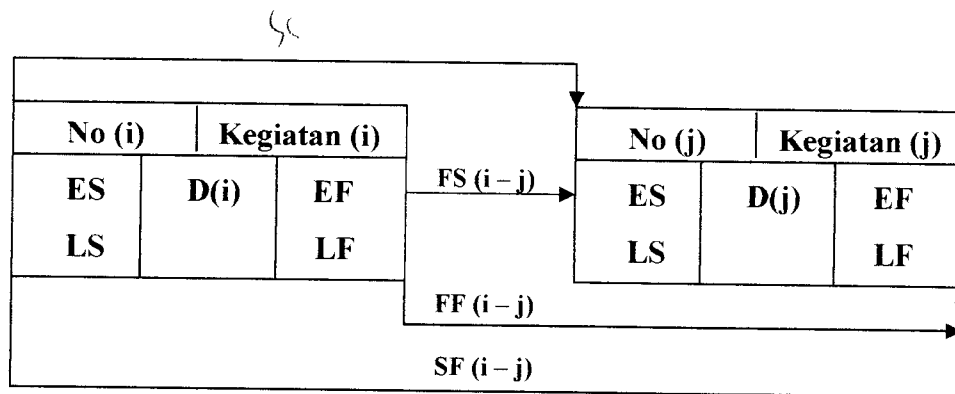 No (i) Kegiatan (i)
ES D(i) EF
LS LF
FS (i – j)
No (j) Kegiatan (j)
ES D(j) EF
LS LF
FF (i – j)
SF (i – j)